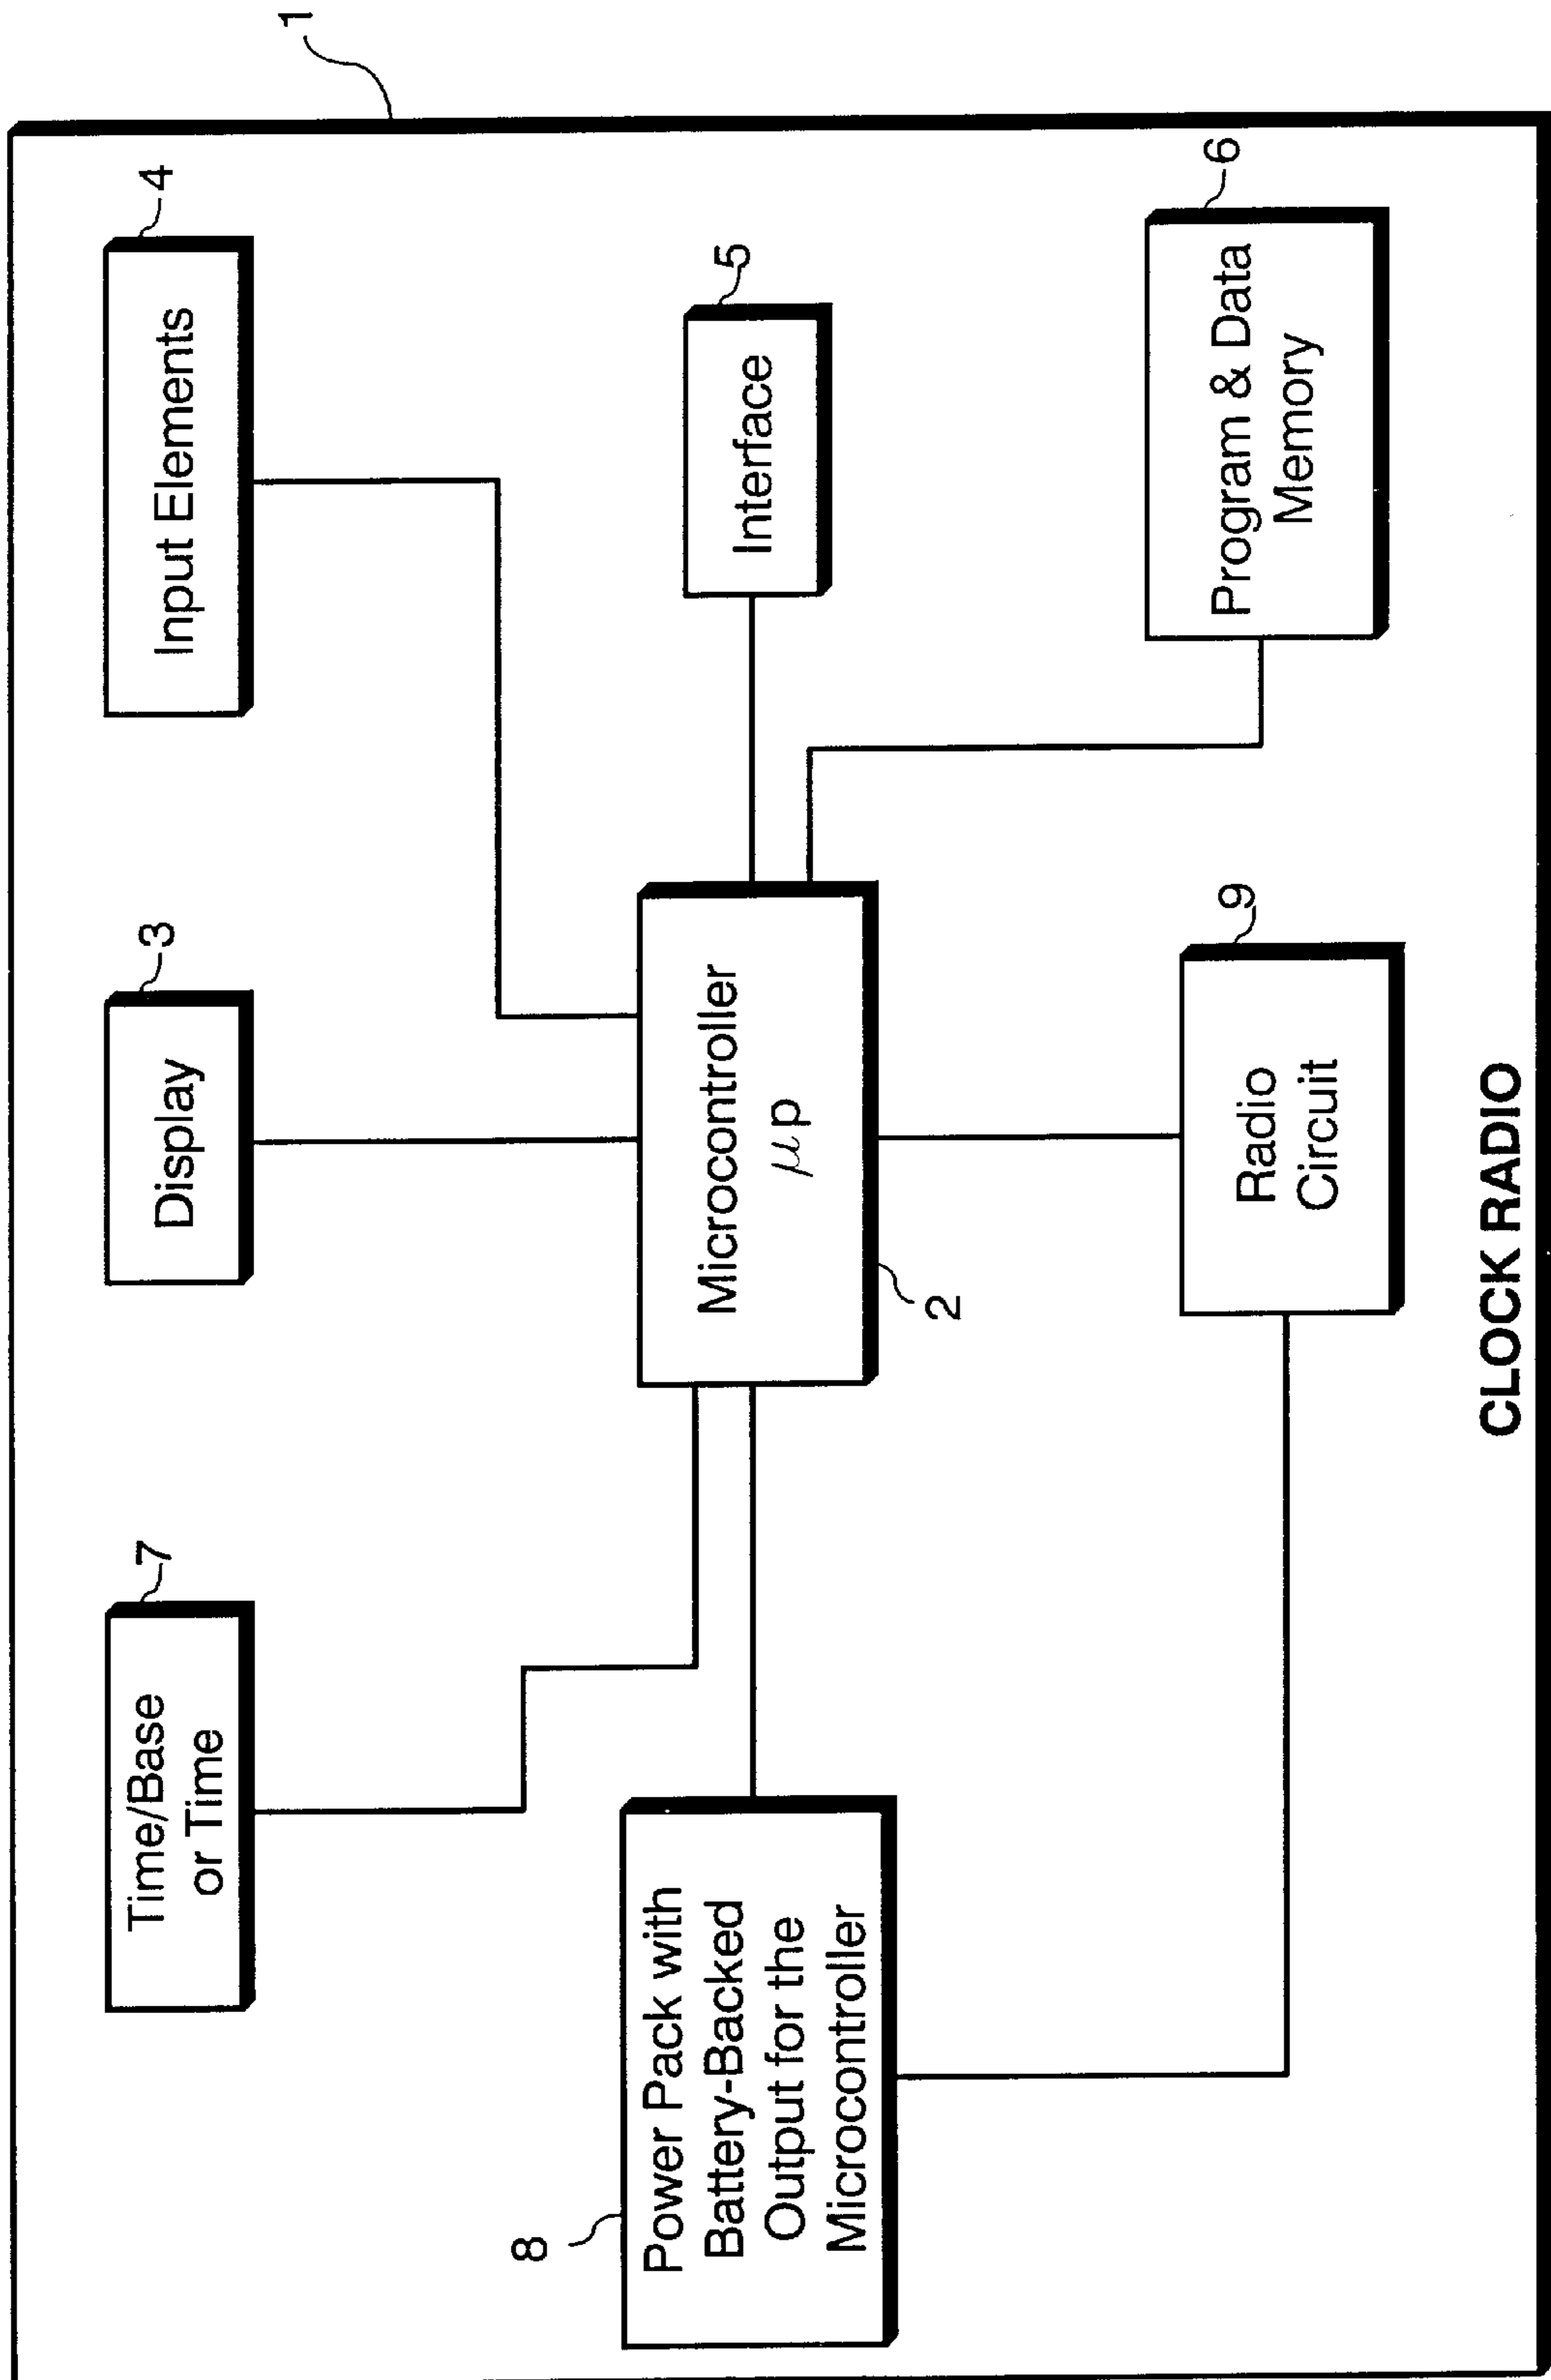 1
7
Time/Base
or Time
3
Display
4
Input Elements
8
Power Pack with
Battery-Backed
Output for the
Microcontroller
Microcontroller
μp
2
5
Interface
9
Radio
Circuit
6
Program & Data
Memory
CLOCK RADIO